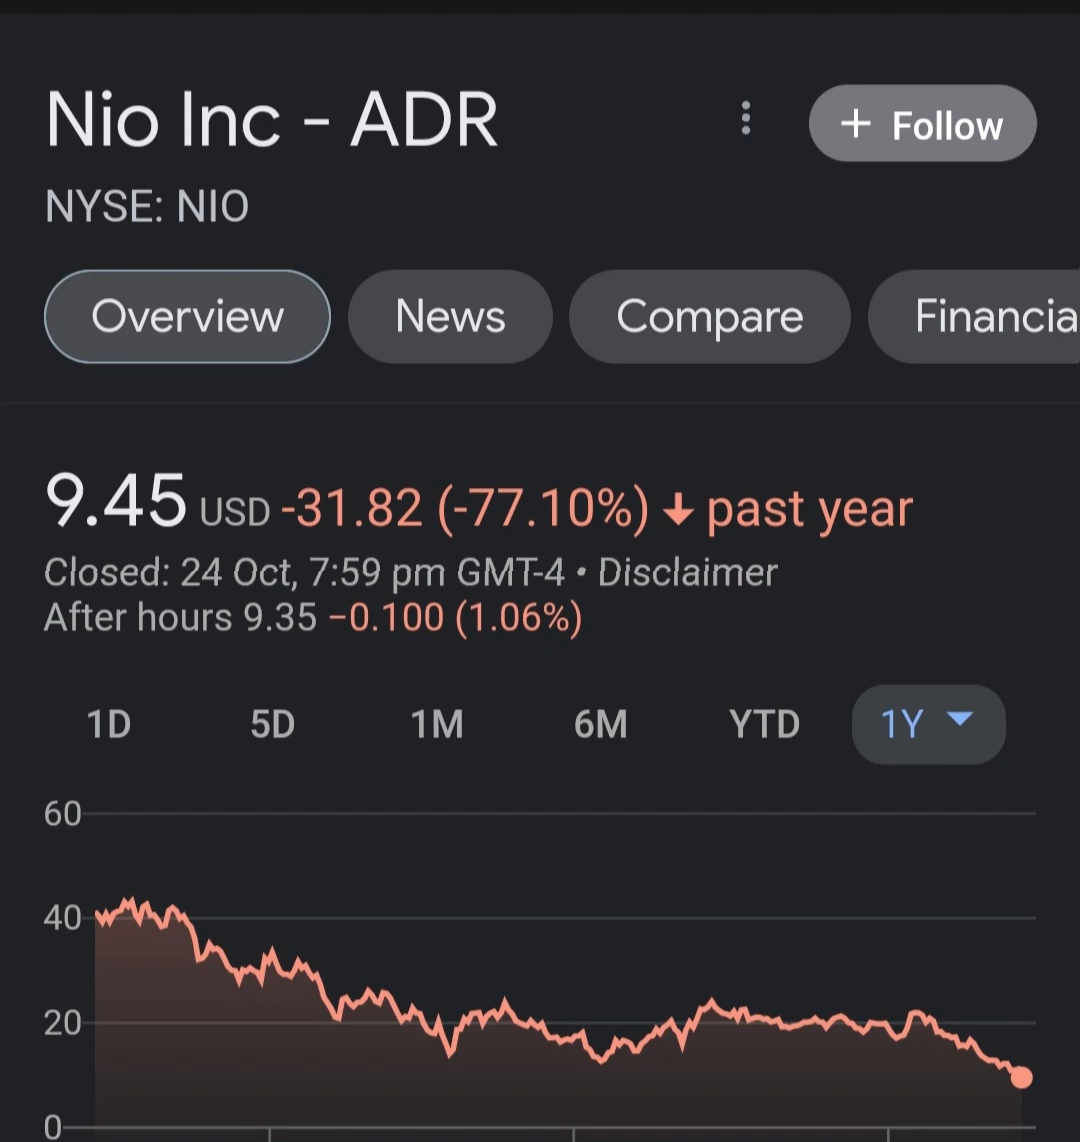 Nio Inc - ADR
+ Follow
NYSE: NIO
Overview
News
Compare
Financia
9.45 USD -31.82 (-77.10%) ↓ past year
Closed: 24 Oct, 7:59 pm GMT-4 • Disclaimer
After hours 9.35 −0.100 (1.06%)
1D
5D
1M
6M
YTD
1Y
60
40
20
0